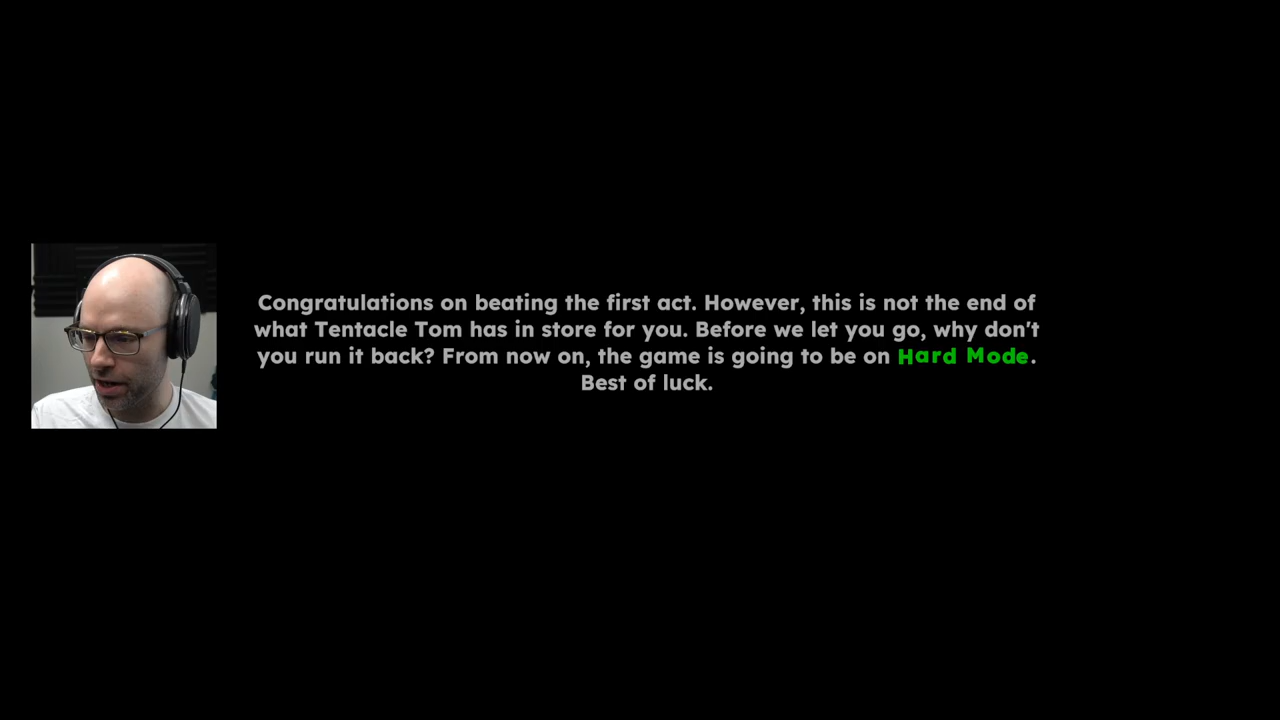 Congratulations on beating the first act. However, this is not the end of
what Tentacle Tom has in store for you. Before we let you go, why don't
you run it back? From now on, the game is going to be on Hard Mode.
Best of luck.